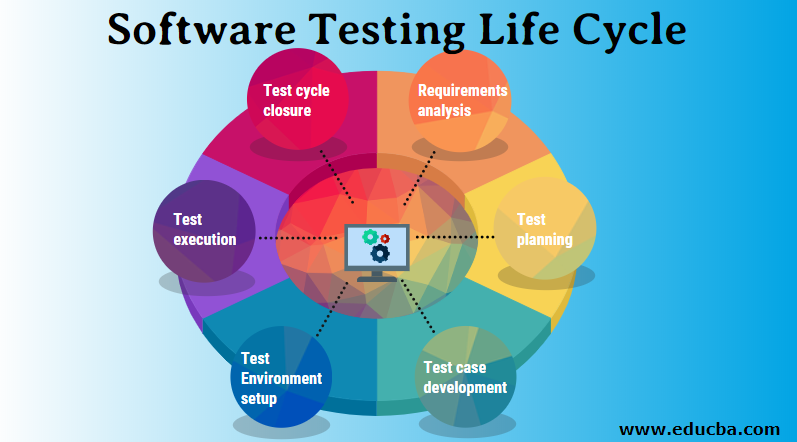 Software Testing Life Cycle
Test cycle
closure
Requirements
analysis
Test
execution
Test
planning
Test
Environment
setup
Test case
development
www.educba.com